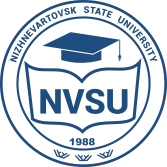 NIZHNEVARTOVSK STATE UNIVERSITY
NVSU
1988